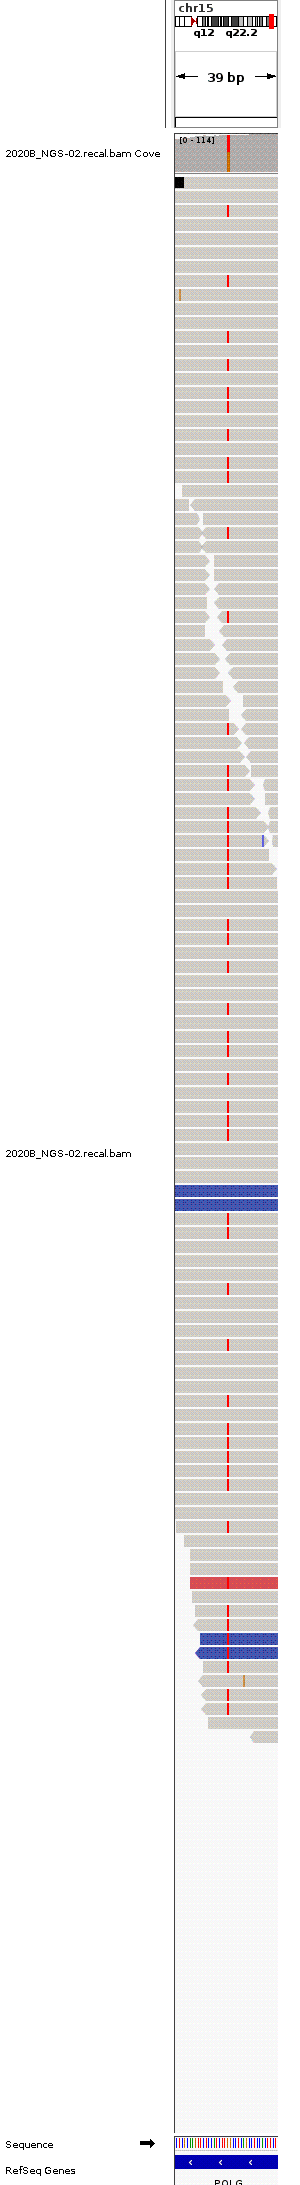 chr15
q12 q22.2
39 bp
[0 - 114]
2020B_NGS-02.recal.bam Cove
2020B_NGS-02.recal.bam
Sequence
RefSeq Genes
POLG